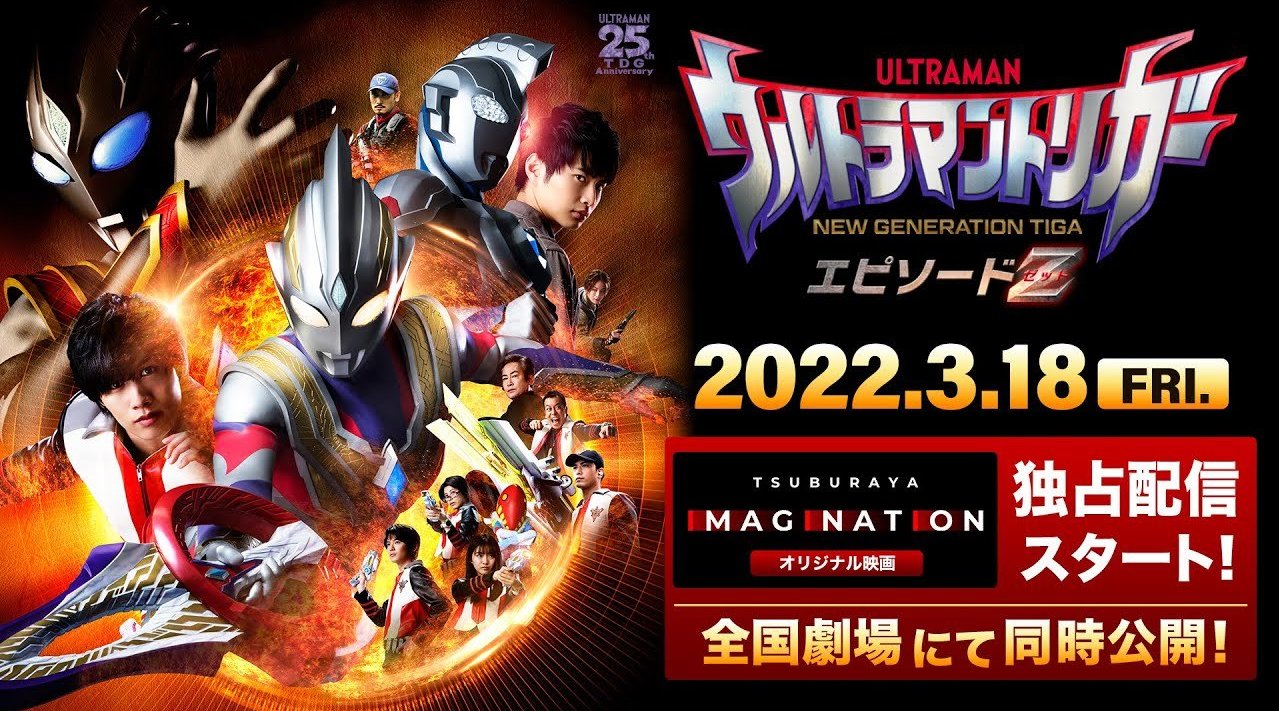 ULTRAMAN
25th
TDG
Anniversary
ULTRAMAN
ウルトラマントリガー
NEW GENERATION TIGA
エピソードZ
ゼット
2022.3.18 FRI.
TSUBURAYA
IMAGINATION
オリジナル映画
独占配信
スタート!
全国劇場にて同時公開!